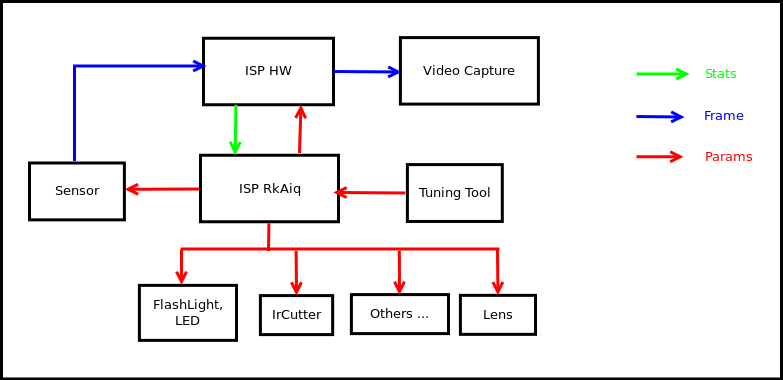 ISP HW
Video Capture
Stats
Frame
Params
Sensor
ISP RkAiq
Tuning Tool
FlashLight,
LED
IrCutter
Others ...
Lens